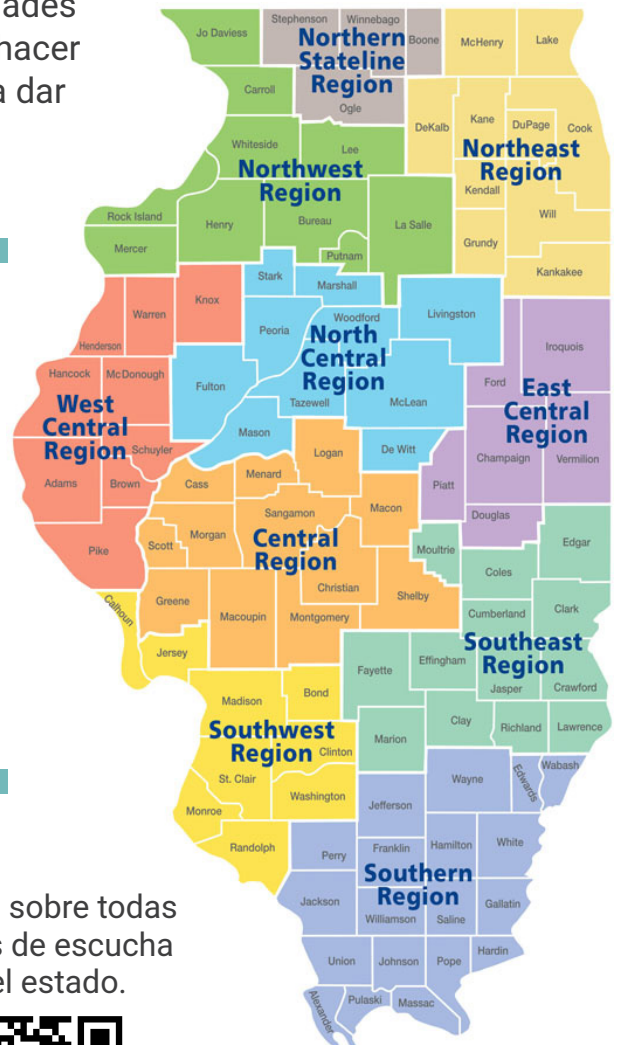 ades
nacer
a dar
Jo Daviess
Stephenson
Winnebago
Boone
McHenry
Lake
Northern
Stateline
Region
Carroll
Ogle
DeKalb
Kane
DuPage
Cook
Whiteside
Lee
Northwest
Region
Northeast
Region
Kendall
Will
Rock Island
Henry
Bureau
La Salle
Mercer
Putnam
Grundy
Kankakee
Stark
Marshall
Knox
Warren
Henderson
Peoria
Woodford
Livingston
North
Central
Region
Iroquois
Hancock
McDonough
Fulton
Tazewell
McLean
Ford
East
Central
Region
West
Central
Region
Schuyler
Mason
De Witt
Logan
Champaign
Vermilion
Adams
Brown
Cass
Menard
Piatt
Sangamon
Macon
Douglas
Pike
Scott
Morgan
Central
Region
Moultrie
Edgar
Coles
Christian
Shelby
Greene
Macoupin
Montgomery
Cumberland
Clark
Calhoun
Jersey
Southeast
Region
Fayette
Effingham
Jasper
Crawford
Madison
Bond
Clay
Richland
Lawrence
Marion
Southwest
Region
Clinton
St. Clair
Washington
Monroe
Wayne
Edwards
Wabash
Jefferson
Randolph
Perry
Franklin
Hamilton
White
Southern
Region
Jackson
Williamson
Saline
Gallatin
Union
Johnson
Pope
Hardin
Alexander
Pulaski
Massac
sobre todas
s de escucha
el estado.